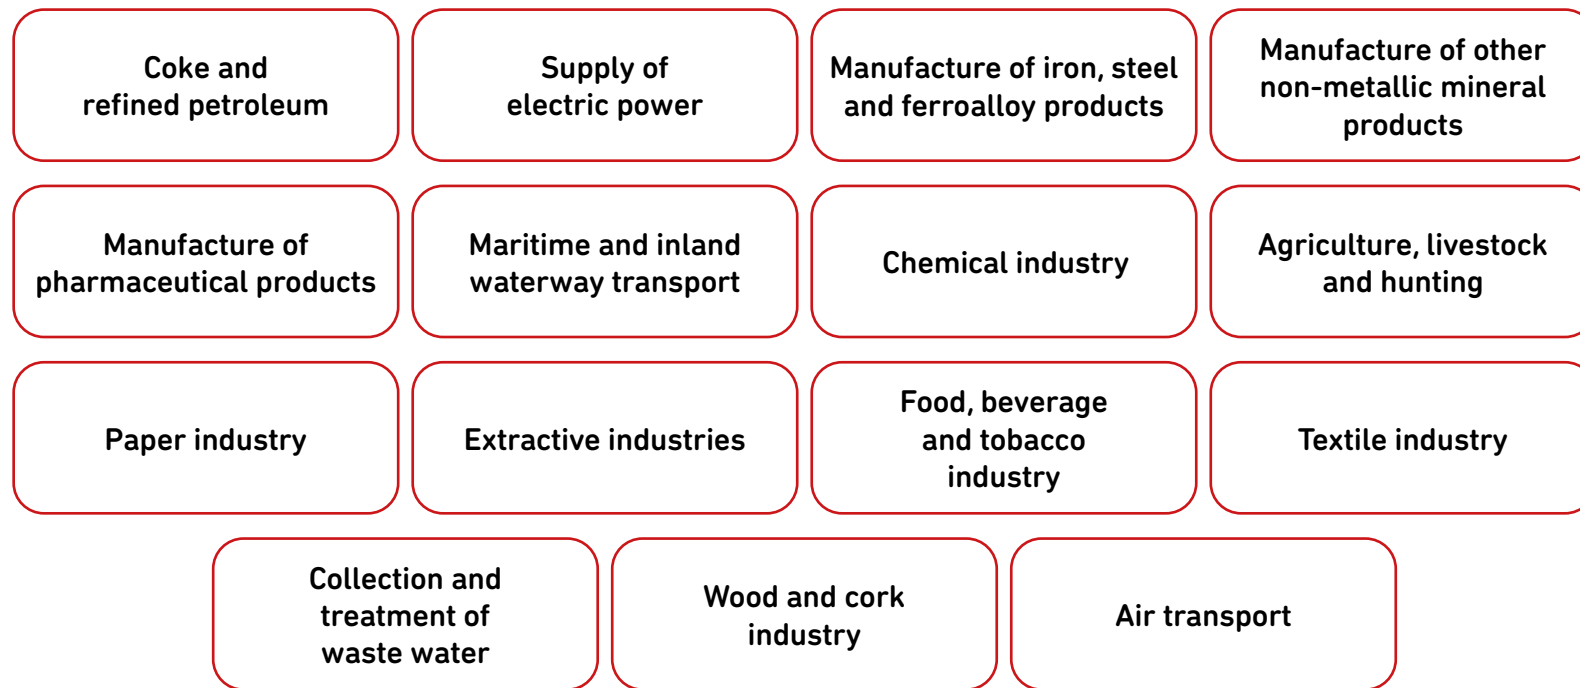 Coke and
refined petroleum
Supply of
electric power
Manufacture of iron, steel
and ferroalloy products
Manufacture of other
non-metallic mineral
products
Manufacture of
pharmaceutical products
Maritime and inland
waterway transport
Chemical industry
Agriculture, livestock
and hunting
Paper industry
Extractive industries
Food, beverage
and tobacco
industry
Textile industry
Collection and
treatment of
waste water
Wood and cork
industry
Air transport